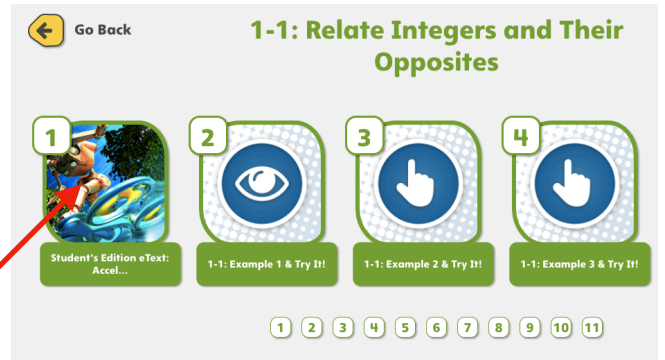 Go Back
1-1: Relate Integers and Their
Opposites
1
2
3
4
Student's Edition eText:
Accel...
1-1: Example 1 & Try It!
1-1: Example 2 & Try It!
1-1: Example 3 & Try It!
1 2 3 4 5 6 7 8 9 10 11